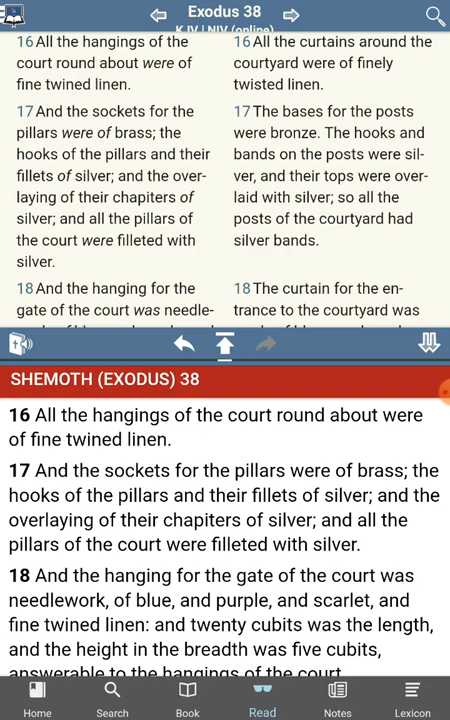 Exodus 38
KJV | NIV (online)
16 All the hangings of the
court round about were of
fine twined linen.
17 And the sockets for the
pillars were of brass; the
hooks of the pillars and their
fillets of silver; and the over-
laying of their chapiters of
silver; and all the pillars of
the court were filleted with
silver.
18 And the hanging for the
gate of the court was needle-
16 All the curtains around the
courtyard were of finely
twisted linen.
17 The bases for the posts
were bronze. The hooks and
bands on the posts were sil-
ver, and their tops were over-
laid with silver; so all the
posts of the courtyard had
silver bands.
18 The curtain for the en-
trance to the courtyard was
SHEMOTH (EXODUS) 38
16 All the hangings of the court round about were
of fine twined linen.
17 And the sockets for the pillars were of brass; the
hooks of the pillars and their fillets of silver; and the
overlaying of their chapiters of silver; and all the
pillars of the court were filleted with silver.
18 And the hanging for the gate of the court was
needlework, of blue, and purple, and scarlet, and
fine twined linen: and twenty cubits was the length,
and the height in the breadth was five cubits,
answerable to the hangings of the court.
Home Search Book Read Notes Lexicon